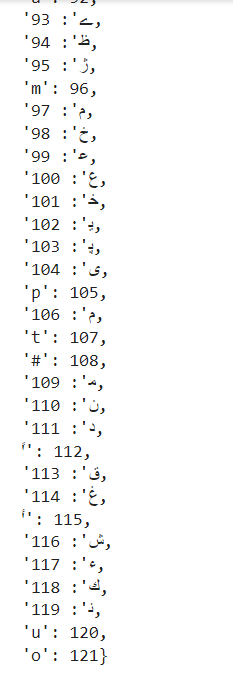 'ے': 93,
'ظ': 94,
'ڑ': 95,
'm': 96,
'م': 97,
'خ': 98,
'ﻋ': 99,
'ع': 100,
'ﺧ': 101,
'ﯾ': 102,
'ﭘ': 103,
'ی': 104,
'p': 105,
'ﻡ': 106,
't': 107,
'#': 108,
'ﻣ': 109,
'ن': 110,
'د': 111,
': 112,
'ق': 113,
'غ': 114,
': 115,
'ش': 116,
'ء': 117,
'ك': 118,
'ذ': 119,
'u': 120,
'o': 121}